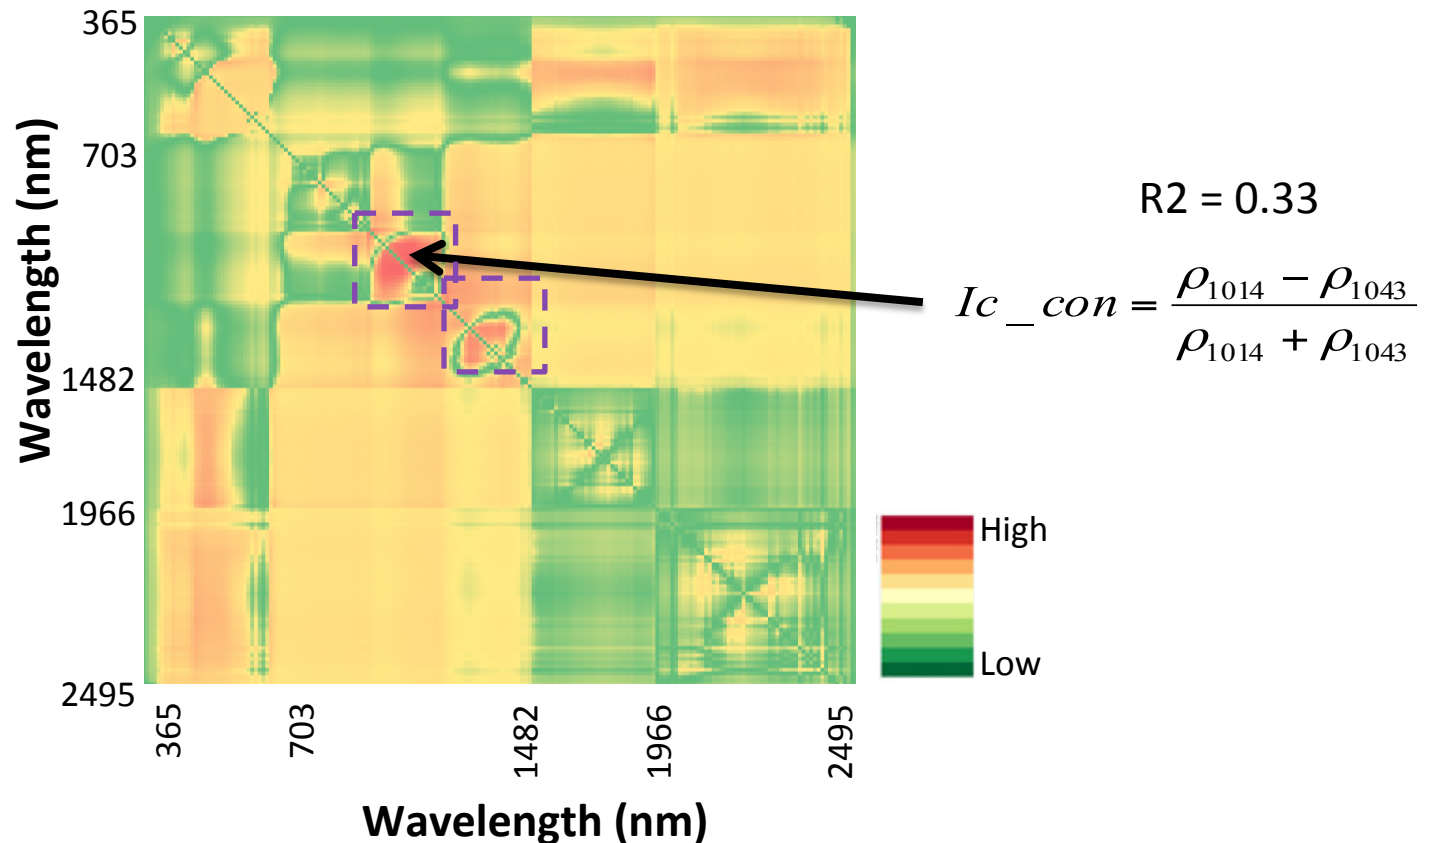 365
703
1482
1966
2495
Wavelength (nm)
365
703
1482
1966
2495
Wavelength (nm)
R2 = 0.33
Ic_con = (ρ1014 − ρ1043) / (ρ1014 + ρ1043)
High
Low